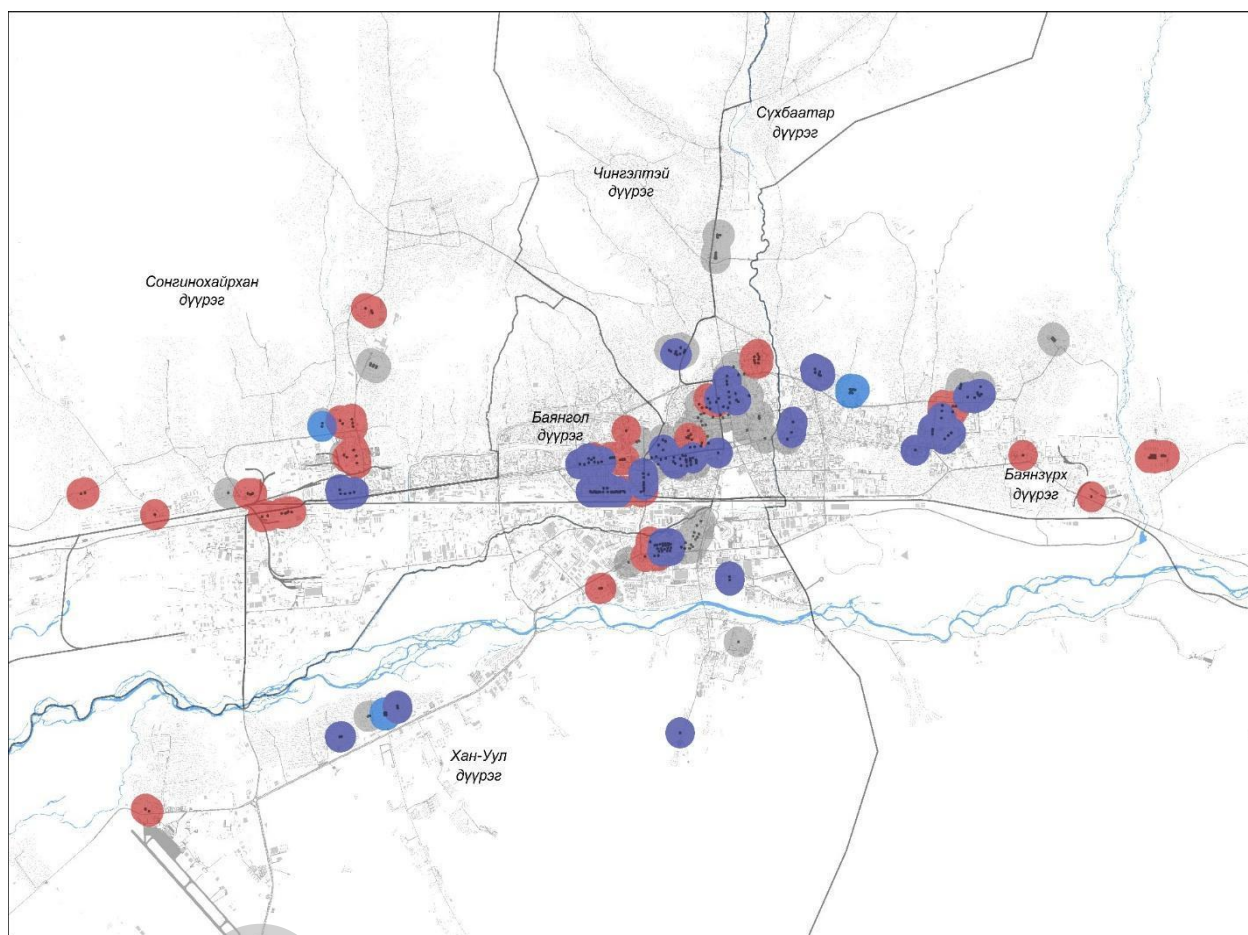 Сүхбаатар
дүүрэг
Чингэлтэй
дүүрэг
Сонгинохайрхан
дүүрэг
Баянгол
дүүрэг
Баянзүрх
дүүрэг
Хан-Уул
дүүрэг